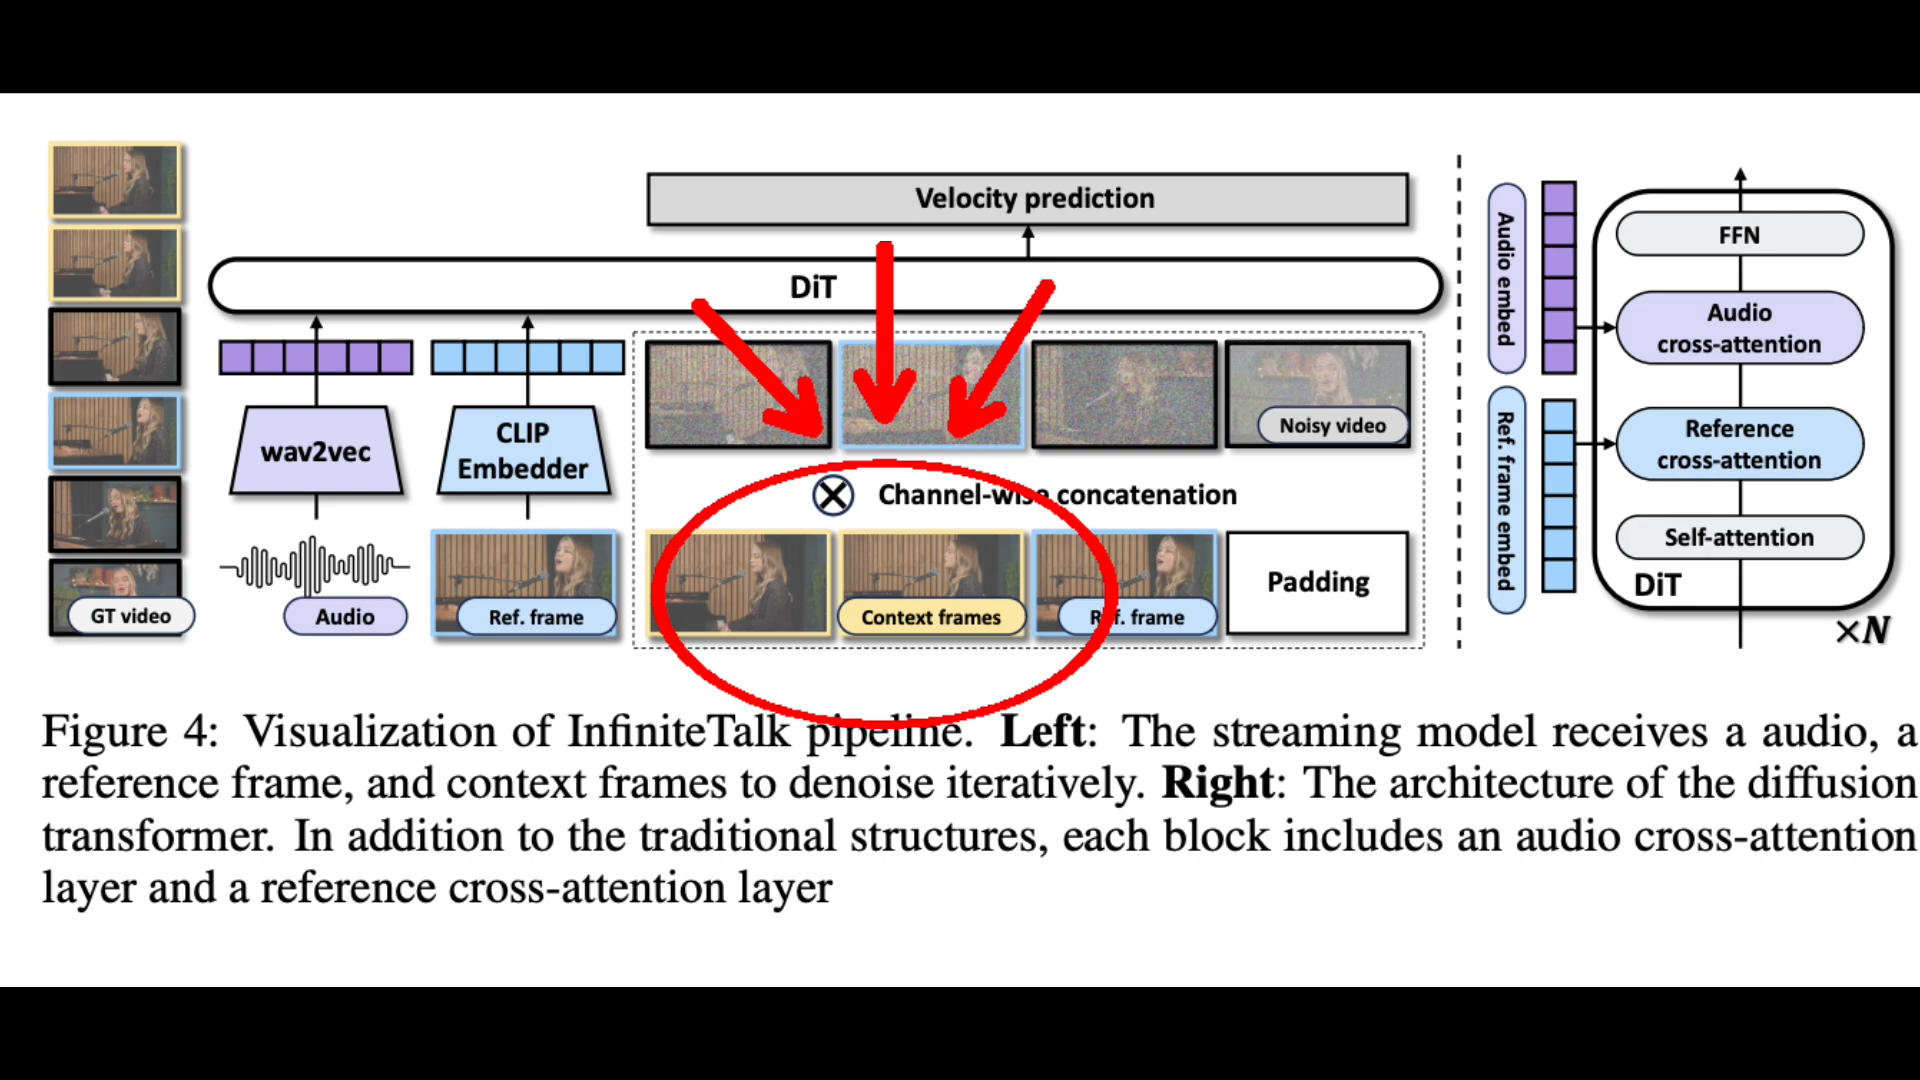 Velocity prediction
DiT
wav2vec
CLIP
Embedder
Noisy video
Channel-wise concatenation
GT video
Audio
Ref. frame
Context frames
Ref. frame
Padding
Audio embed
Ref. frame embed
FFN
Audio
cross-attention
Reference
cross-attention
Self-attention
DiT
×N
Figure 4: Visualization of InfiniteTalk pipeline. Left: The streaming model receives a audio, a
reference frame, and context frames to denoise iteratively. Right: The architecture of the diffusion
transformer. In addition to the traditional structures, each block includes an audio cross-attention
layer and a reference cross-attention layer